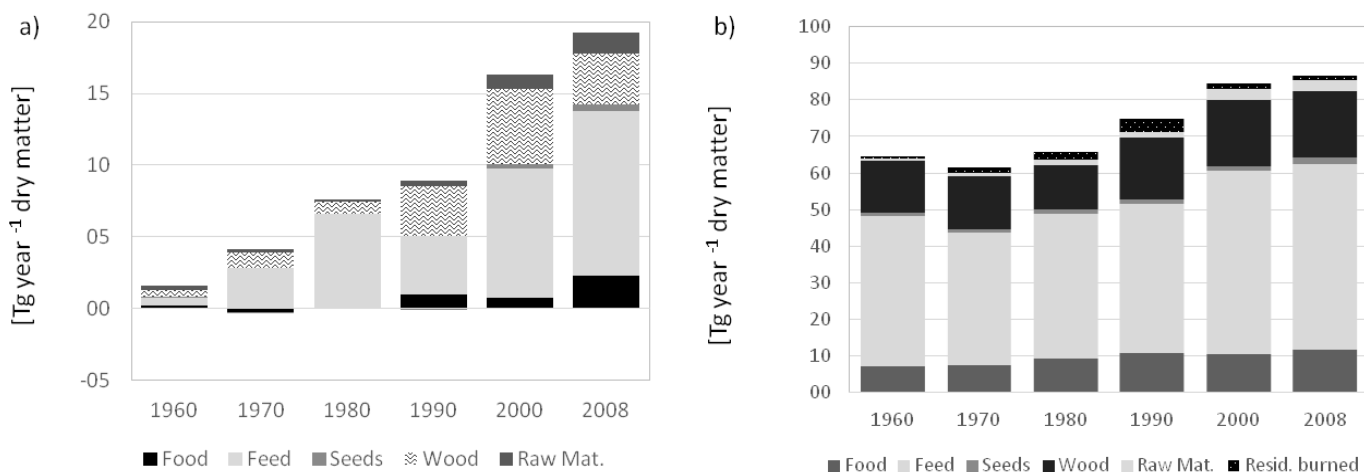 a)
[Tg year -1 dry matter]
20
15
10
05
00
-05
1960 1970 1980 1990 2000 2008
Food Feed Seeds Wood Raw Mat.
b)
[Tg year -1 dry matter]
100
90
80
70
60
50
40
30
20
10
00
1960 1970 1980 1990 2000 2008
Food Feed Seeds Wood Raw Mat. Resid. burned